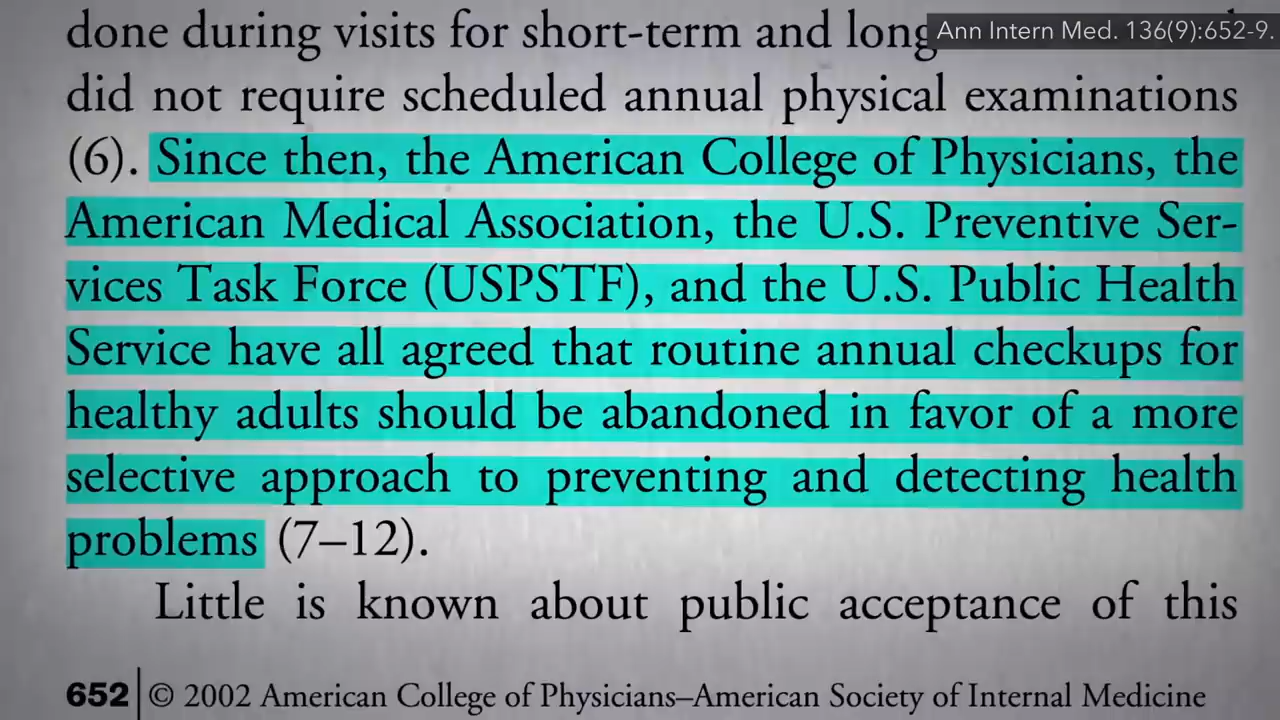 Ann Intern Med. 136(9):652-9.
done during visits for short-term and long
did not require scheduled annual physical examinations
(6). Since then, the American College of Physicians, the
American Medical Association, the U.S. Preventive Ser-
vices Task Force (USPSTF), and the U.S. Public Health
Service have all agreed that routine annual checkups for
healthy adults should be abandoned in favor of a more
selective approach to preventing and detecting health
problems (7–12).
Little is known about public acceptance of this
652 | © 2002 American College of Physicians–American Society of Internal Medicine